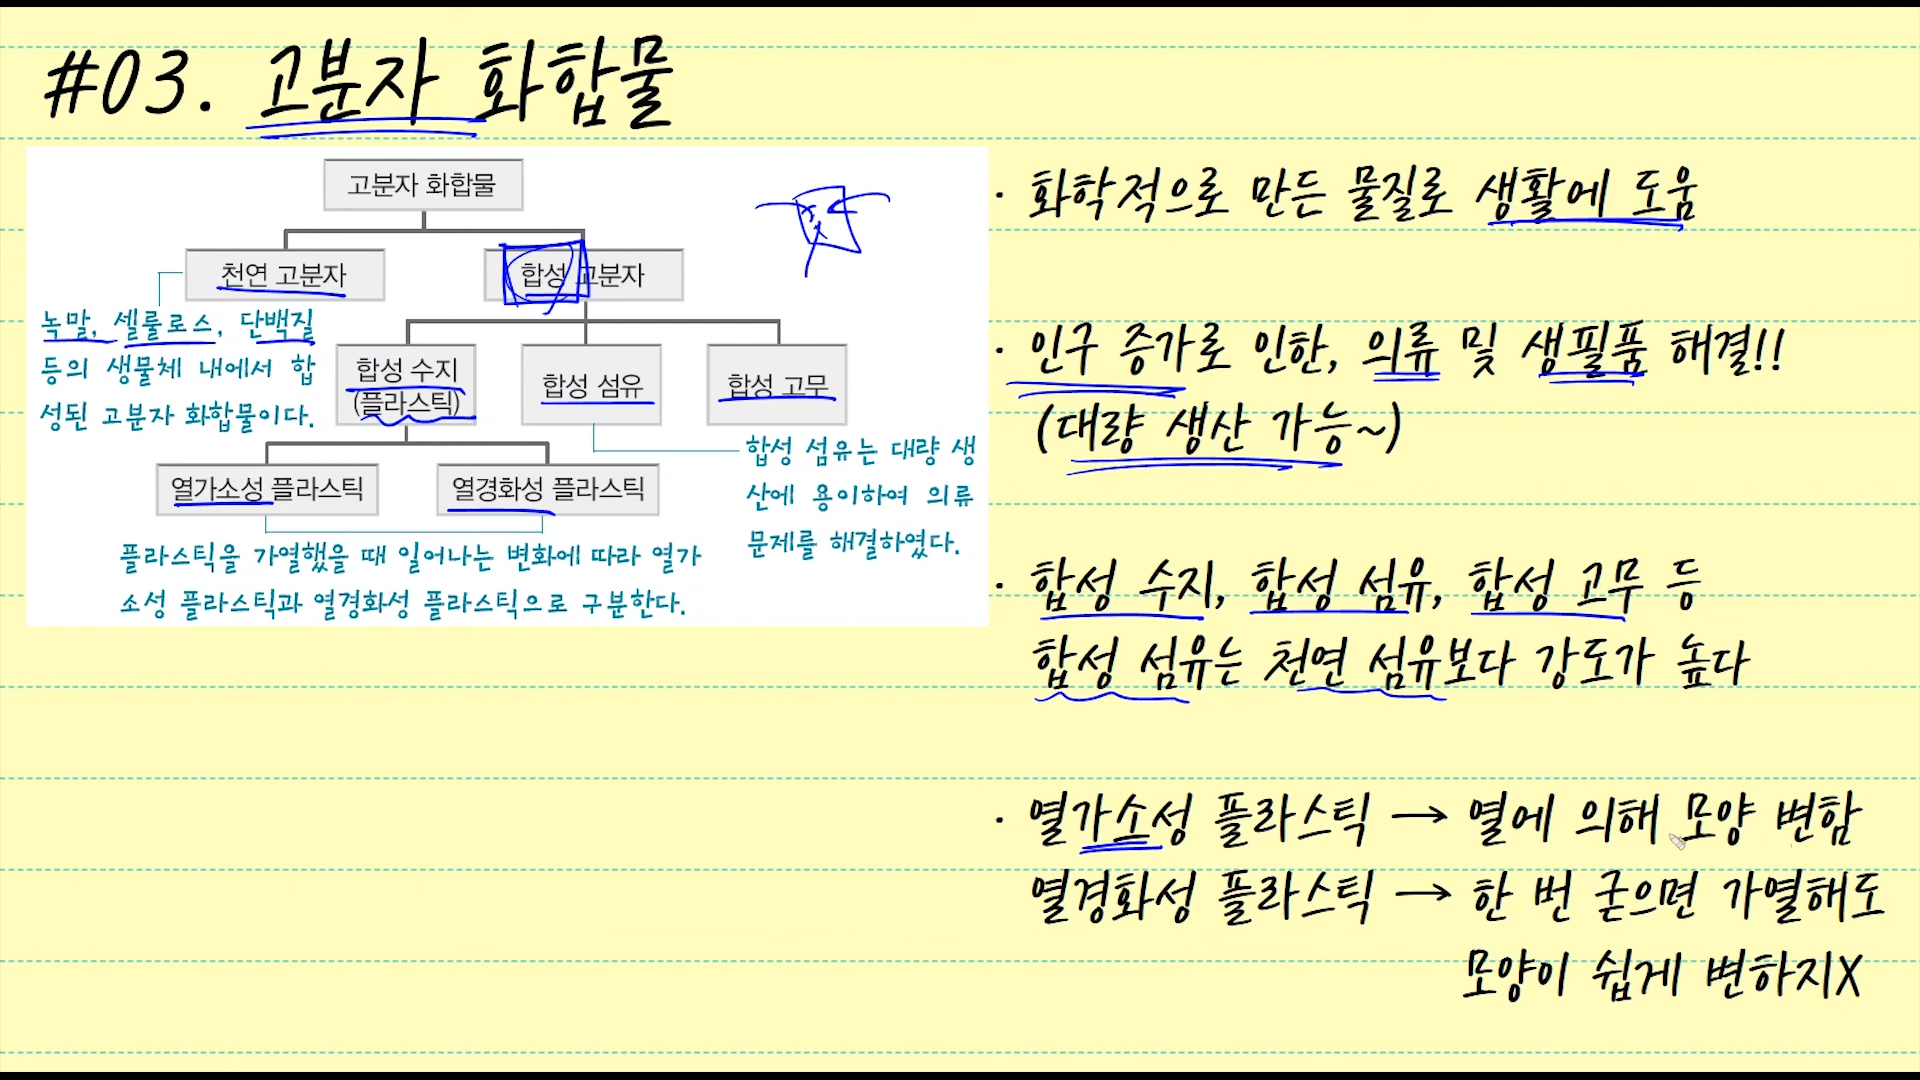 #03. 고분자 화합물
고분자 화합물
천연 고분자
합성 고분자
녹말, 셀룰로스, 단백질
등의 생물체 내에서 합
성된 고분자 화합물이다.
합성 수지
(플라스틱)
합성 섬유
합성 고무
합성 섬유는 대량 생
산에 용이하여 의류
문제를 해결하였다.
열가소성 플라스틱
열경화성 플라스틱
플라스틱을 가열했을 때 일어나는 변화에 따라 열가
소성 플라스틱과 열경화성 플라스틱으로 구분한다.
· 화학적으로 만든 물질로 생활에 도움
· 인구 증가로 인한, 의류 및 생필품 해결!!
(대량 생산 가능~)
· 합성 수지, 합성 섬유, 합성 고무 등
합성 섬유는 천연 섬유보다 강도가 높다
· 열가소성 플라스틱 → 열에 의해 모양 변함
열경화성 플라스틱 → 한 번 굳으면 가열해도
모양이 쉽게 변하지X